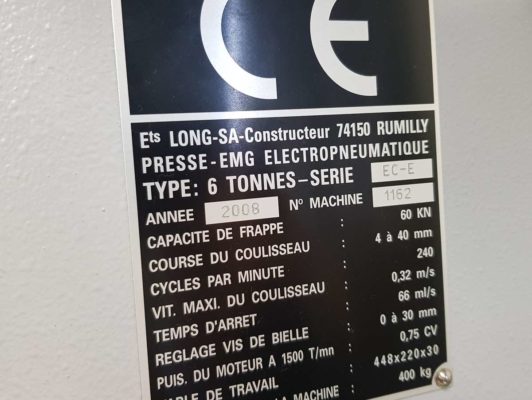 CE
Ets LONG-SA-Constructeur 74150 RUMILLY
PRESSE-EMG ELECTROPNEUMATIQUE
TYPE: 6 TONNES-SERIE EC-E
ANNEE 2008 N° MACHINE 1162
CAPACITE DE FRAPPE : 60 KN
COURSE DU COULISSEAU : 4 à 40 mm
CYCLES PAR MINUTE : 240
VIT. MAXI. DU COULISSEAU : 0,32 m/s
TEMPS D'ARRET : 66 ml/s
REGLAGE VIS DE BIELLE : 0 à 30 mm
PUIS. DU MOTEUR A 1500 T/mn : 0,75 CV
DE TRAVAIL : 448x220x30
MACHINE : 400 kg